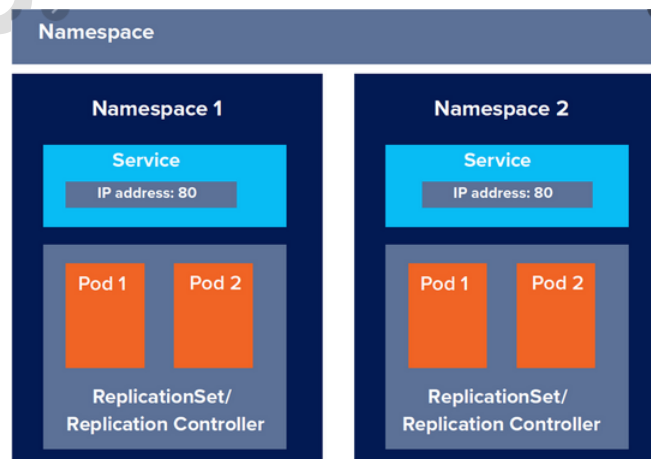 Namespace
Namespace 1
Service
IP address: 80
Pod 1
Pod 2
ReplicationSet/
Replication Controller
Namespace 2
Service
IP address: 80
Pod 1
Pod 2
ReplicationSet/
Replication Controller